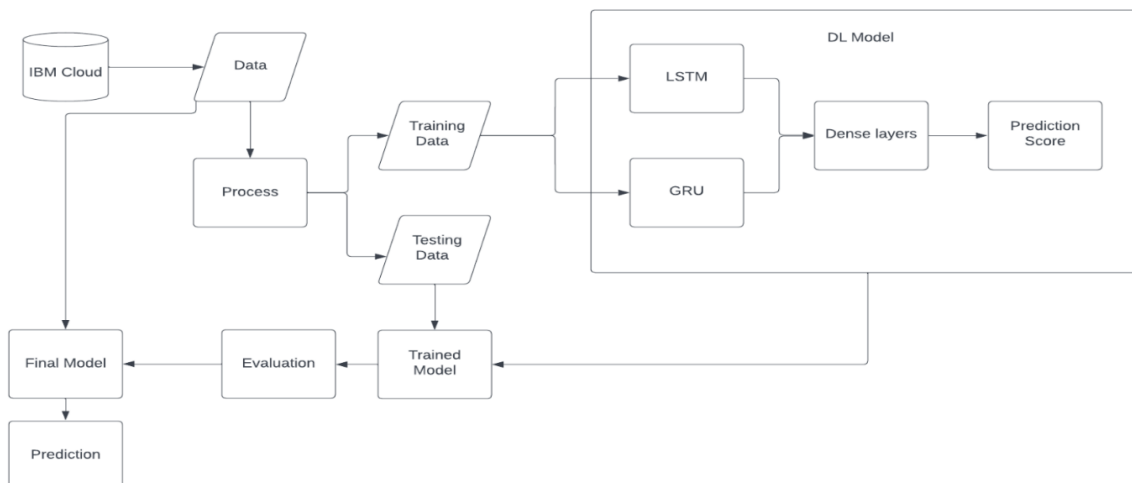 DL Model
IBM Cloud
Data
LSTM
Training
Data
Dense layers
Prediction
Score
Process
GRU
Testing
Data
Final Model
Evaluation
Trained
Model
Prediction